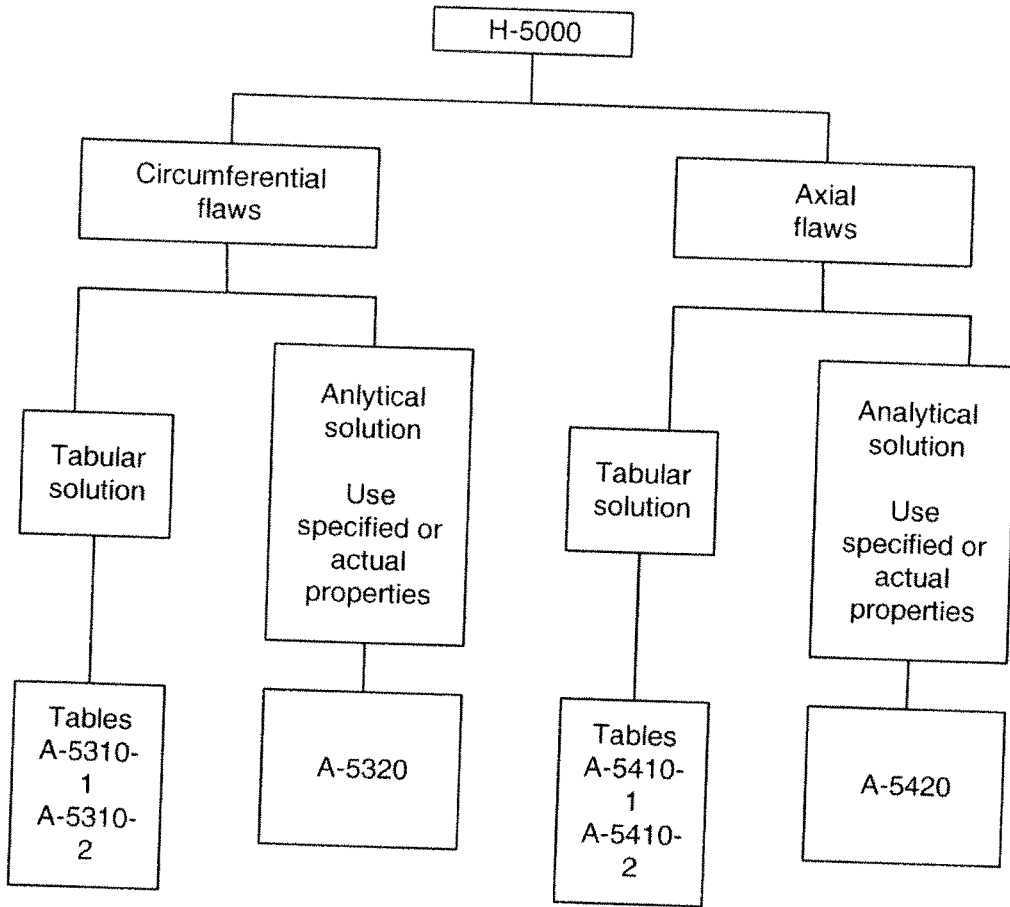 H-5000
Circumferential
flaws
Axial
flaws
Tabular
solution
Anlytical
solution
Use
specified or
actual
properties
Tabular
solution
Analytical
solution
Use
specified or
actual
properties
Tables
A-5310-
1
A-5310-
2
A-5320
Tables
A-5410-
1
A-5410-
2
A-5420